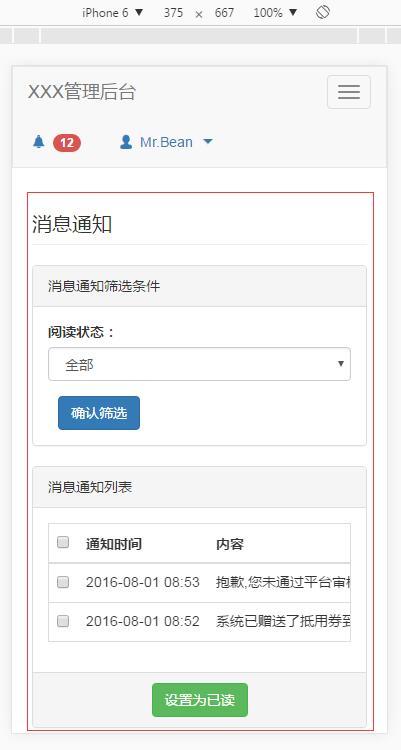 iPhone 6 ▼ 375 × 667 100% ▼
XXX管理后台
12 Mr.Bean
消息通知
消息通知筛选条件
阅读状态：
全部
确认筛选
消息通知列表
通知时间 内容
2016-08-01 08:53 抱歉,您未通过平台审
2016-08-01 08:52 系统已赠送了抵用券到
设置为已读